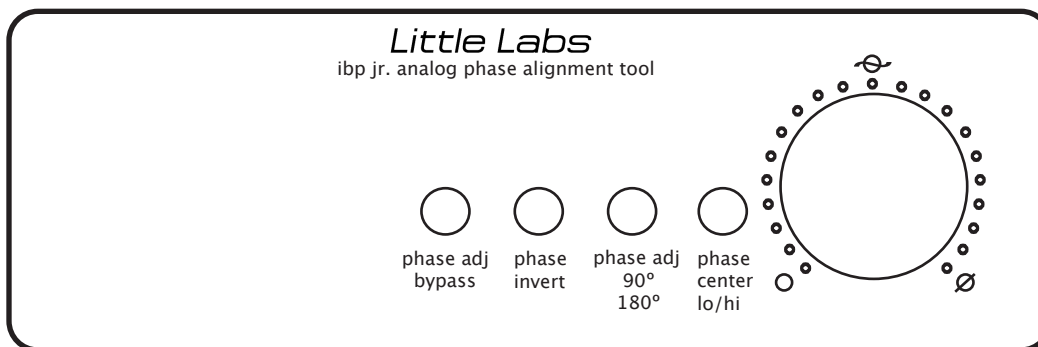 Little Labs
ibp jr. analog phase alignment tool
phase adj
bypass
phase
invert
phase adj
90º
180º
phase
center
lo/hi